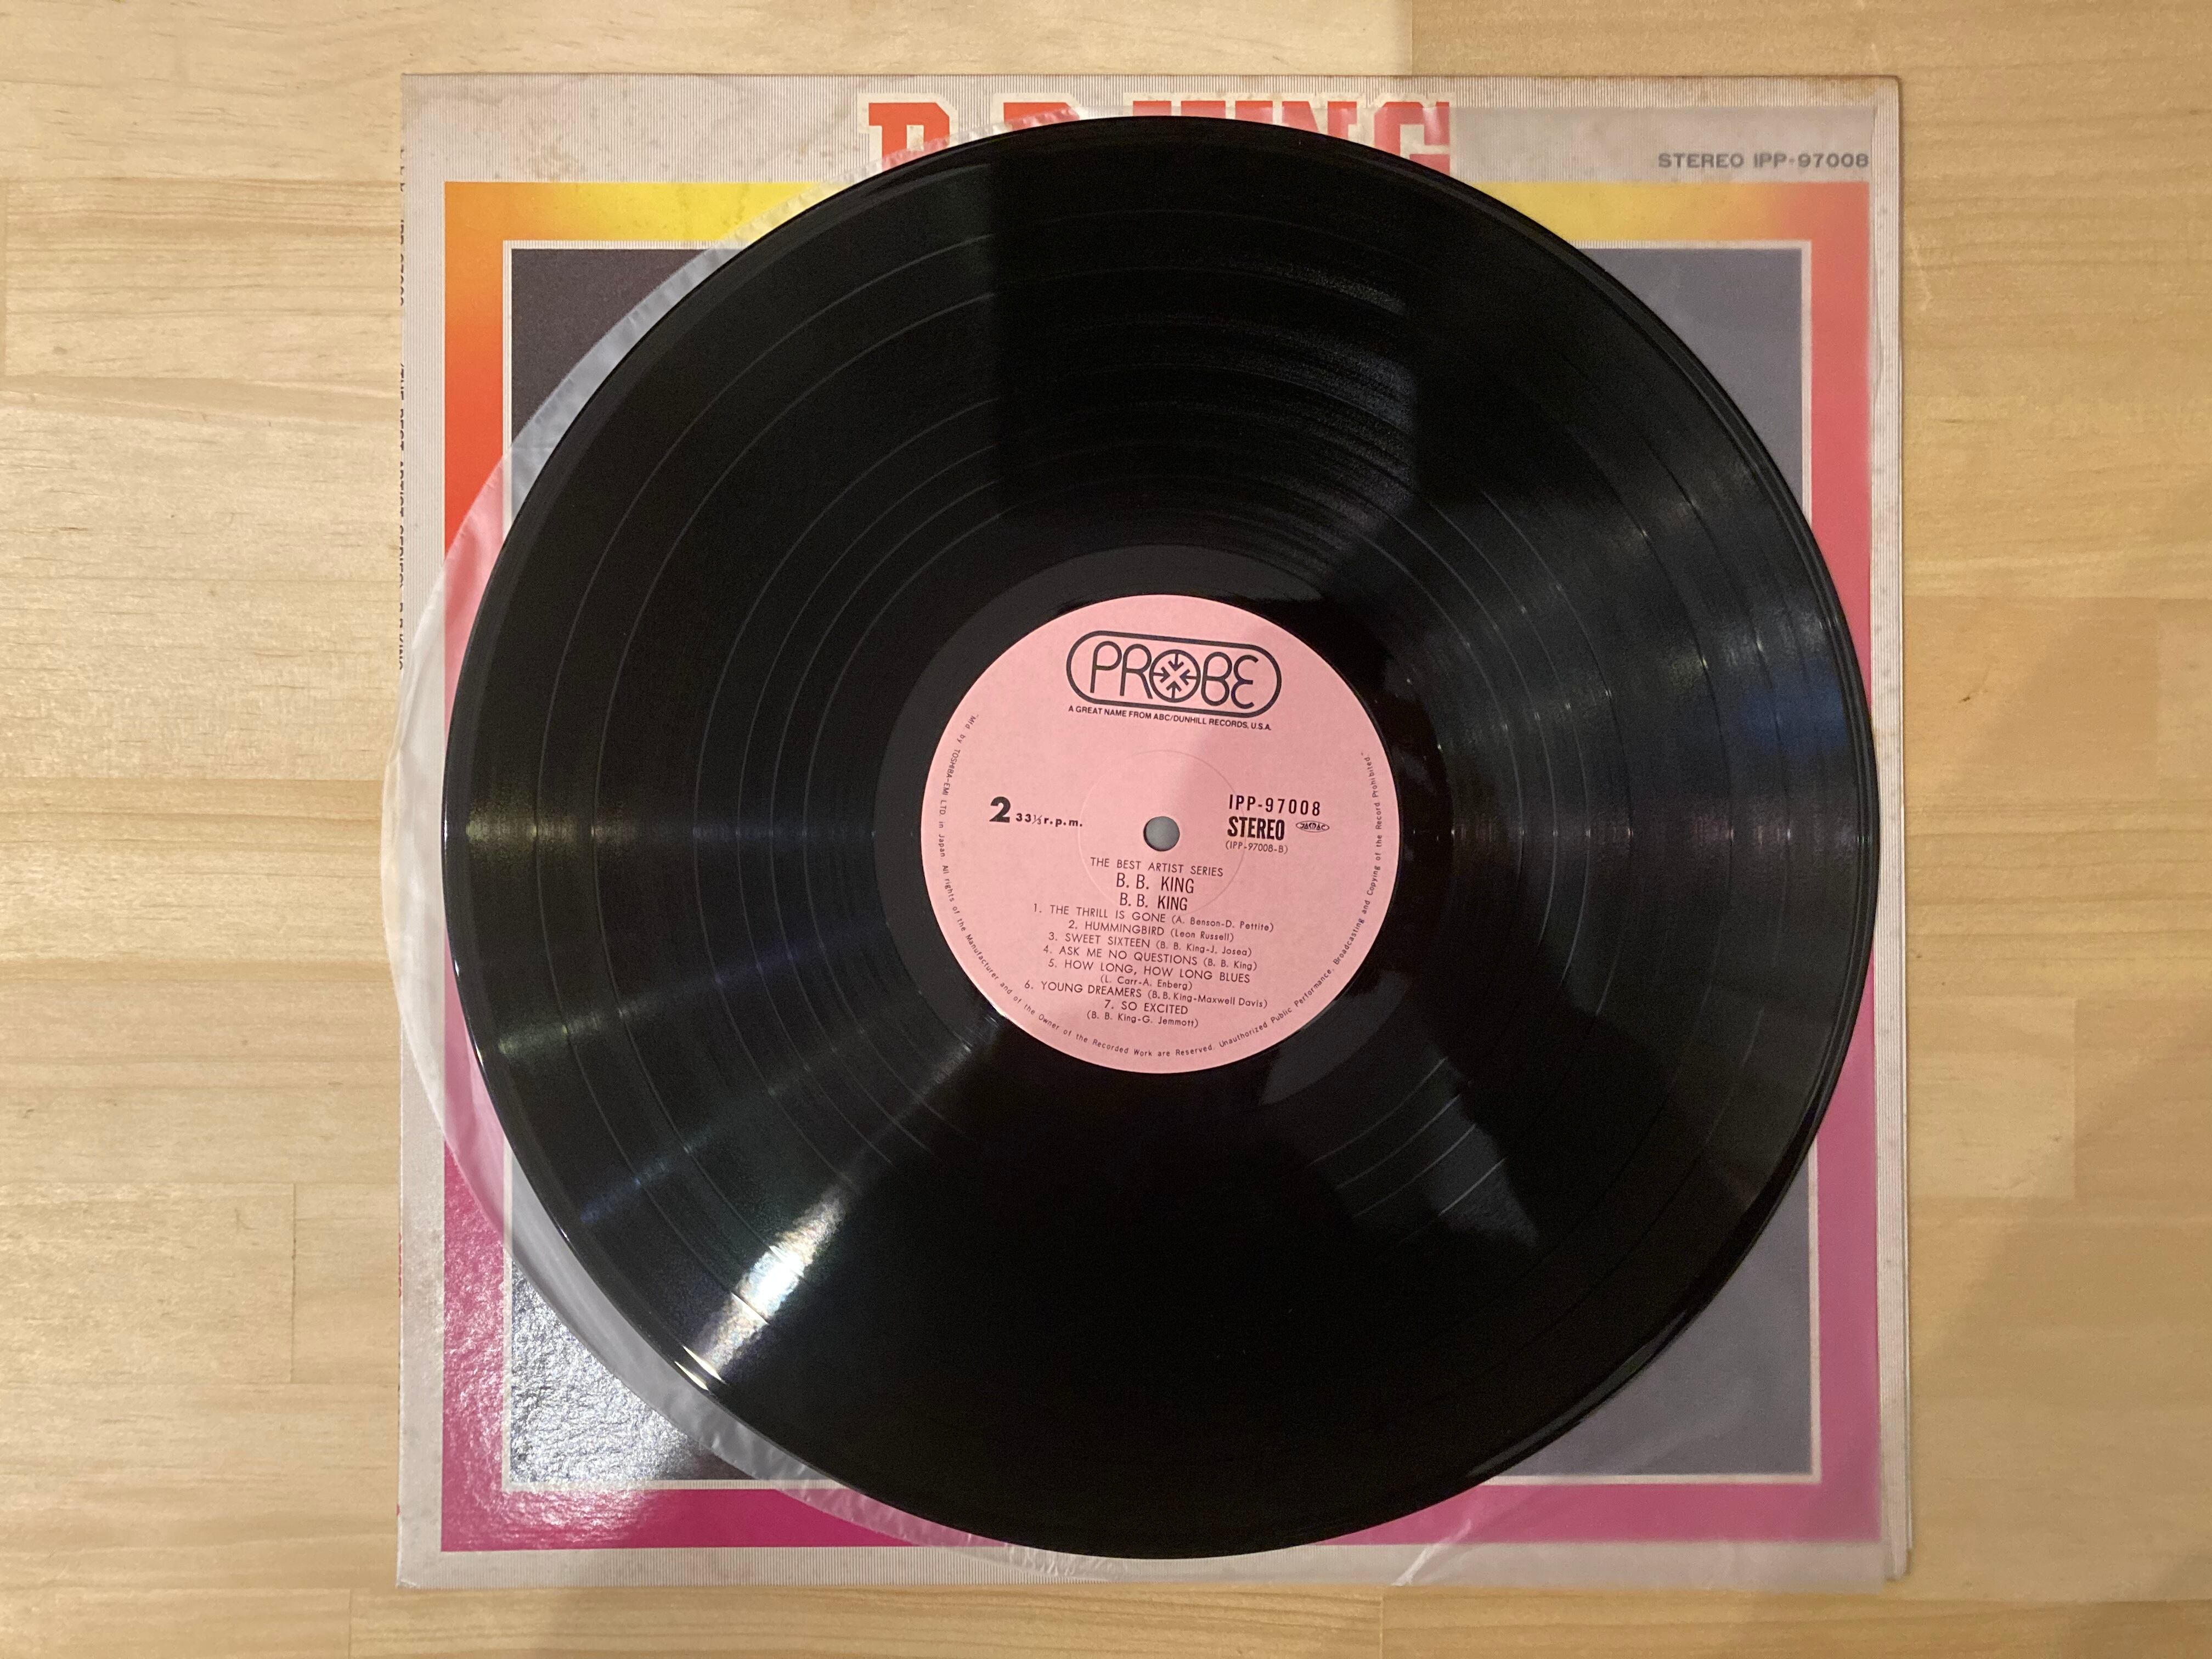 B.B.KING
STEREO IPP-97008
PROBE
A GREAT NAME FROM ABC/DUNHILL RECORDS, U.S.A.
2 33⅓ r.p.m.
IPP-97008
STEREO JASRAC
(IPP-97008-B)
THE BEST ARTIST SERIES
B. B. KING
B. B. KING
1. THE THRILL IS GONE (A. Benson-D. Pettite)
2. HUMMINGBIRD (Leon Russell)
3. SWEET SIXTEEN (B. B. King-J. Josea)
4. ASK ME NO QUESTIONS (B. B. King)
5. HOW LONG, HOW LONG BLUES
(L. Carr-A. Enberg)
6. YOUNG DREAMERS (B. B. King-Maxwell Davis)
7. SO EXCITED
(B. B. King-G. Jemmott)
"Mf'd by TOSHIBA-EMI LTD. in Japan. All rights of the Manufacturer and of the Owner of the Recorded Work are Reserved. Unauthorized Public Performance, Broadcasting and Copying of the Record Prohibited."